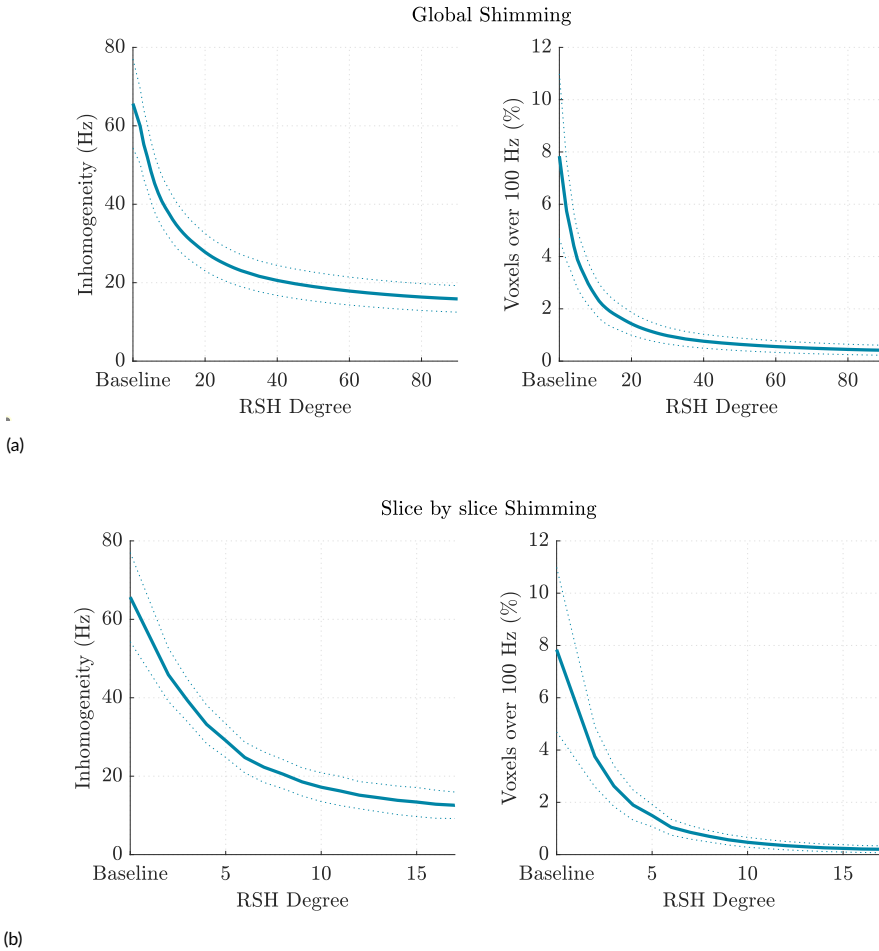 Global Shimming
80
60
40
20
0
Inhomogeneity (Hz)
Baseline 20 40 60 80
RSH Degree
12
10
8
6
4
2
0
Voxels over 100 Hz (%)
Baseline 20 40 60 80
RSH Degree
(a)
Slice by slice Shimming
80
60
40
20
0
Inhomogeneity (Hz)
Baseline 5 10 15
RSH Degree
12
10
8
6
4
2
0
Voxels over 100 Hz (%)
Baseline 5 10 15
RSH Degree
(b)